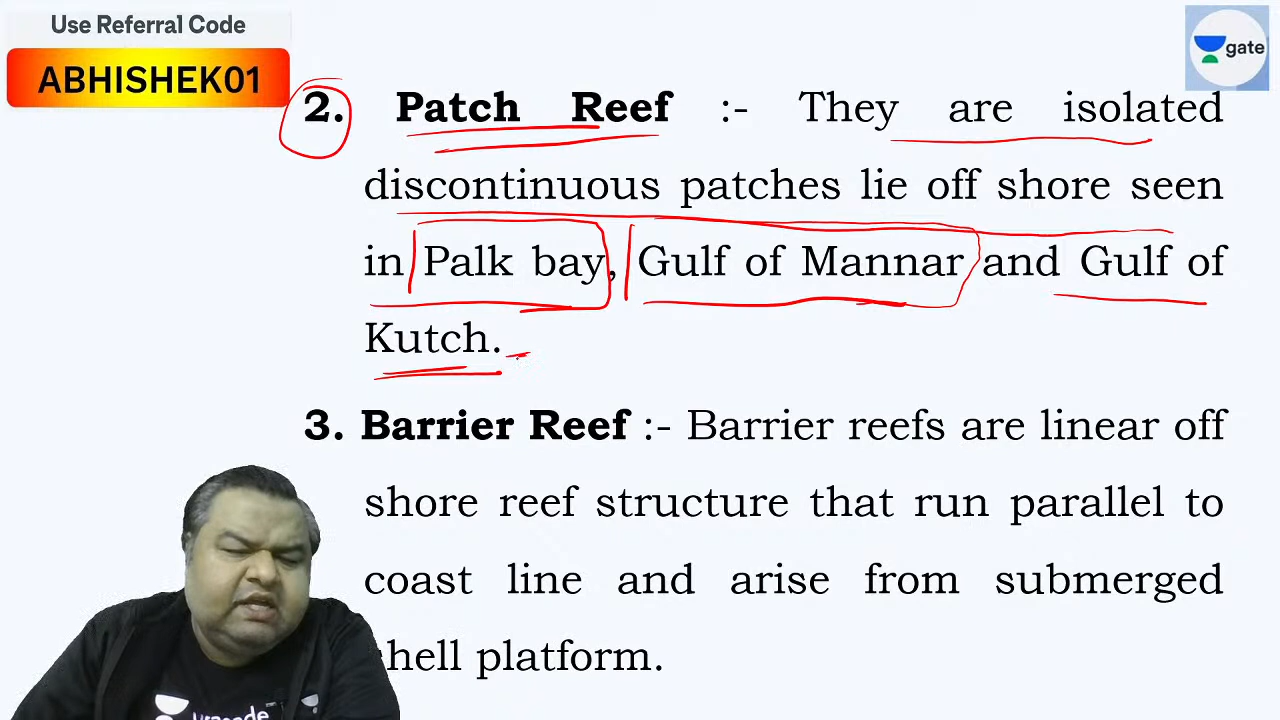 Use Referral Code
ABHISHEK01
gate
2. Patch Reef :- They are isolated
discontinuous patches lie off shore seen
in Palk bay, Gulf of Mannar and Gulf of
Kutch.
3. Barrier Reef :- Barrier reefs are linear off
shore reef structure that run parallel to
coast line and arise from submerged
hell platform.